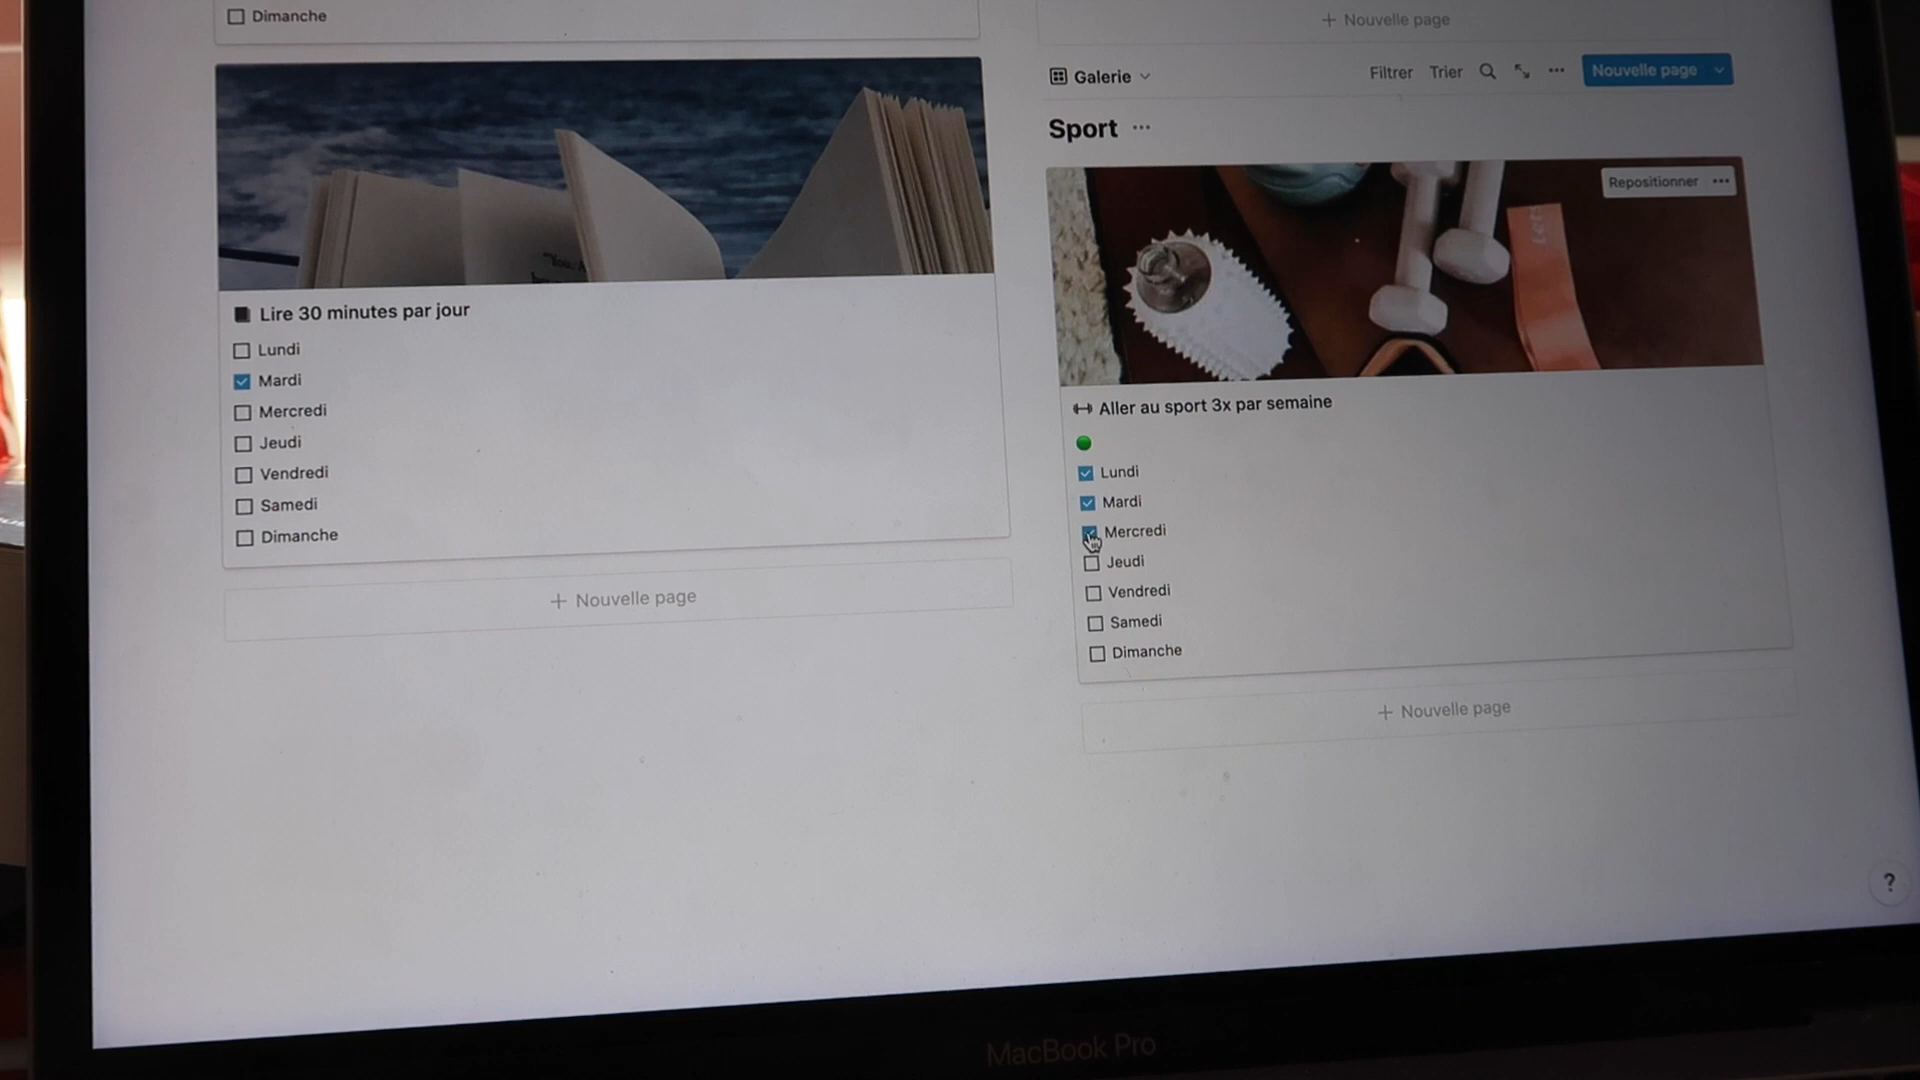 Dimanche
Lire 30 minutes par jour
Lundi
Mardi
Mercredi
Jeudi
Vendredi
Samedi
Dimanche
+ Nouvelle page
+ Nouvelle page
Galerie
Filtrer Trier ... Nouvelle page
Sport ...
Repositionner ...
Aller au sport 3x par semaine
Lundi
Mardi
Mercredi
Jeudi
Vendredi
Samedi
Dimanche
+ Nouvelle page
?
MacBook Pro